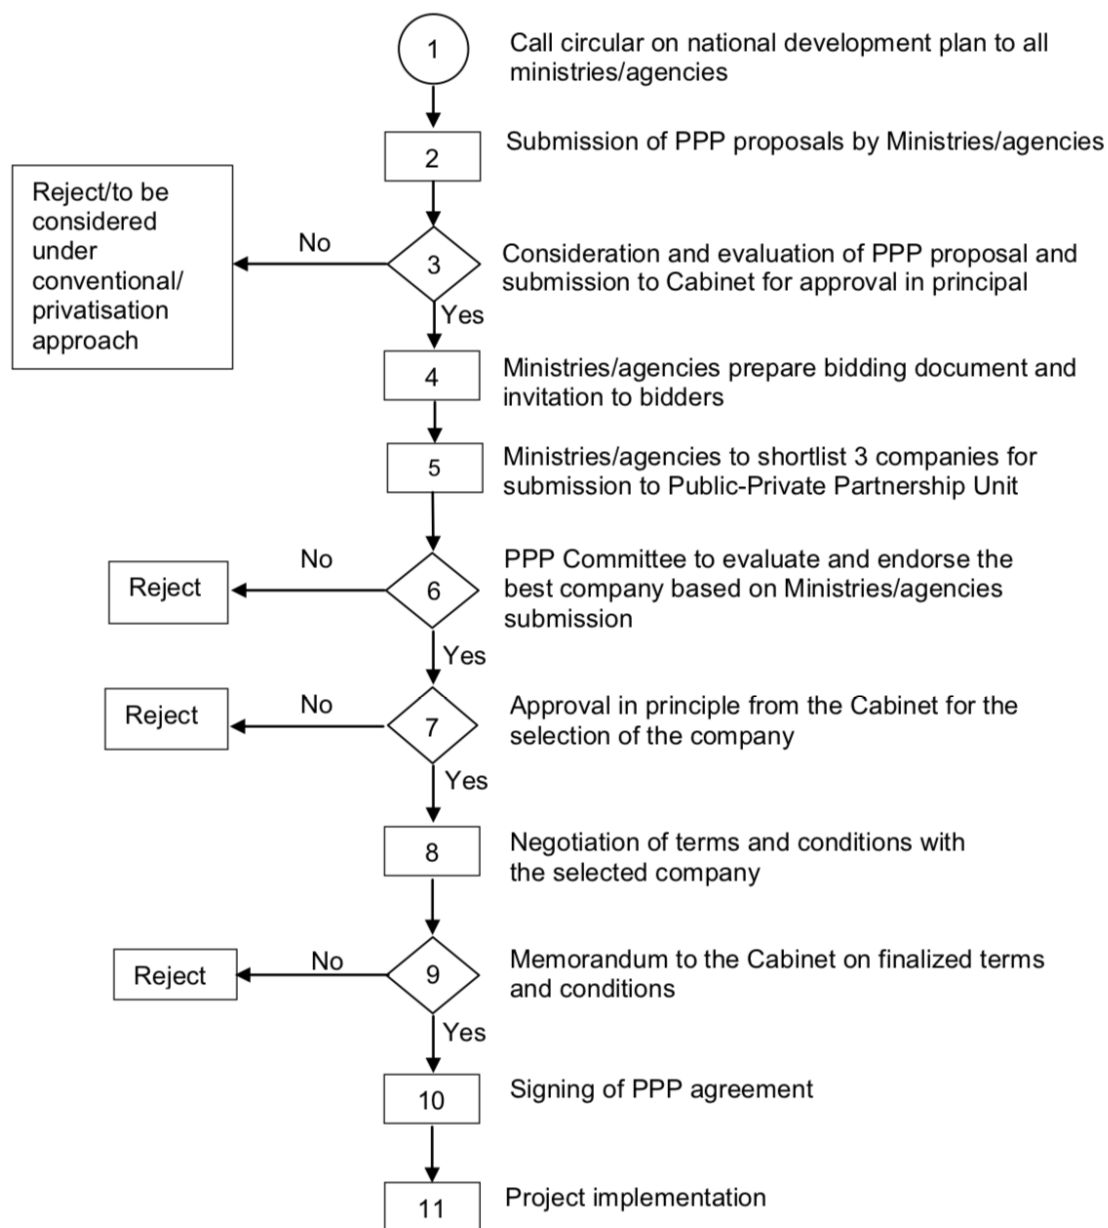 1
Call circular on national development plan to all
ministries/agencies
2
Submission of PPP proposals by Ministries/agencies
Reject/to be
considered
under
conventional/
privatisation
approach
No
3
Consideration and evaluation of PPP proposal and
submission to Cabinet for approval in principal
Yes
4
Ministries/agencies prepare bidding document and
invitation to bidders
5
Ministries/agencies to shortlist 3 companies for
submission to Public-Private Partnership Unit
Reject
No
6
PPP Committee to evaluate and endorse the
best company based on Ministries/agencies
submission
Yes
Reject
No
7
Approval in principle from the Cabinet for the
selection of the company
Yes
8
Negotiation of terms and conditions with
the selected company
Reject
No
9
Memorandum to the Cabinet on finalized terms
and conditions
Yes
10
Signing of PPP agreement
11
Project implementation